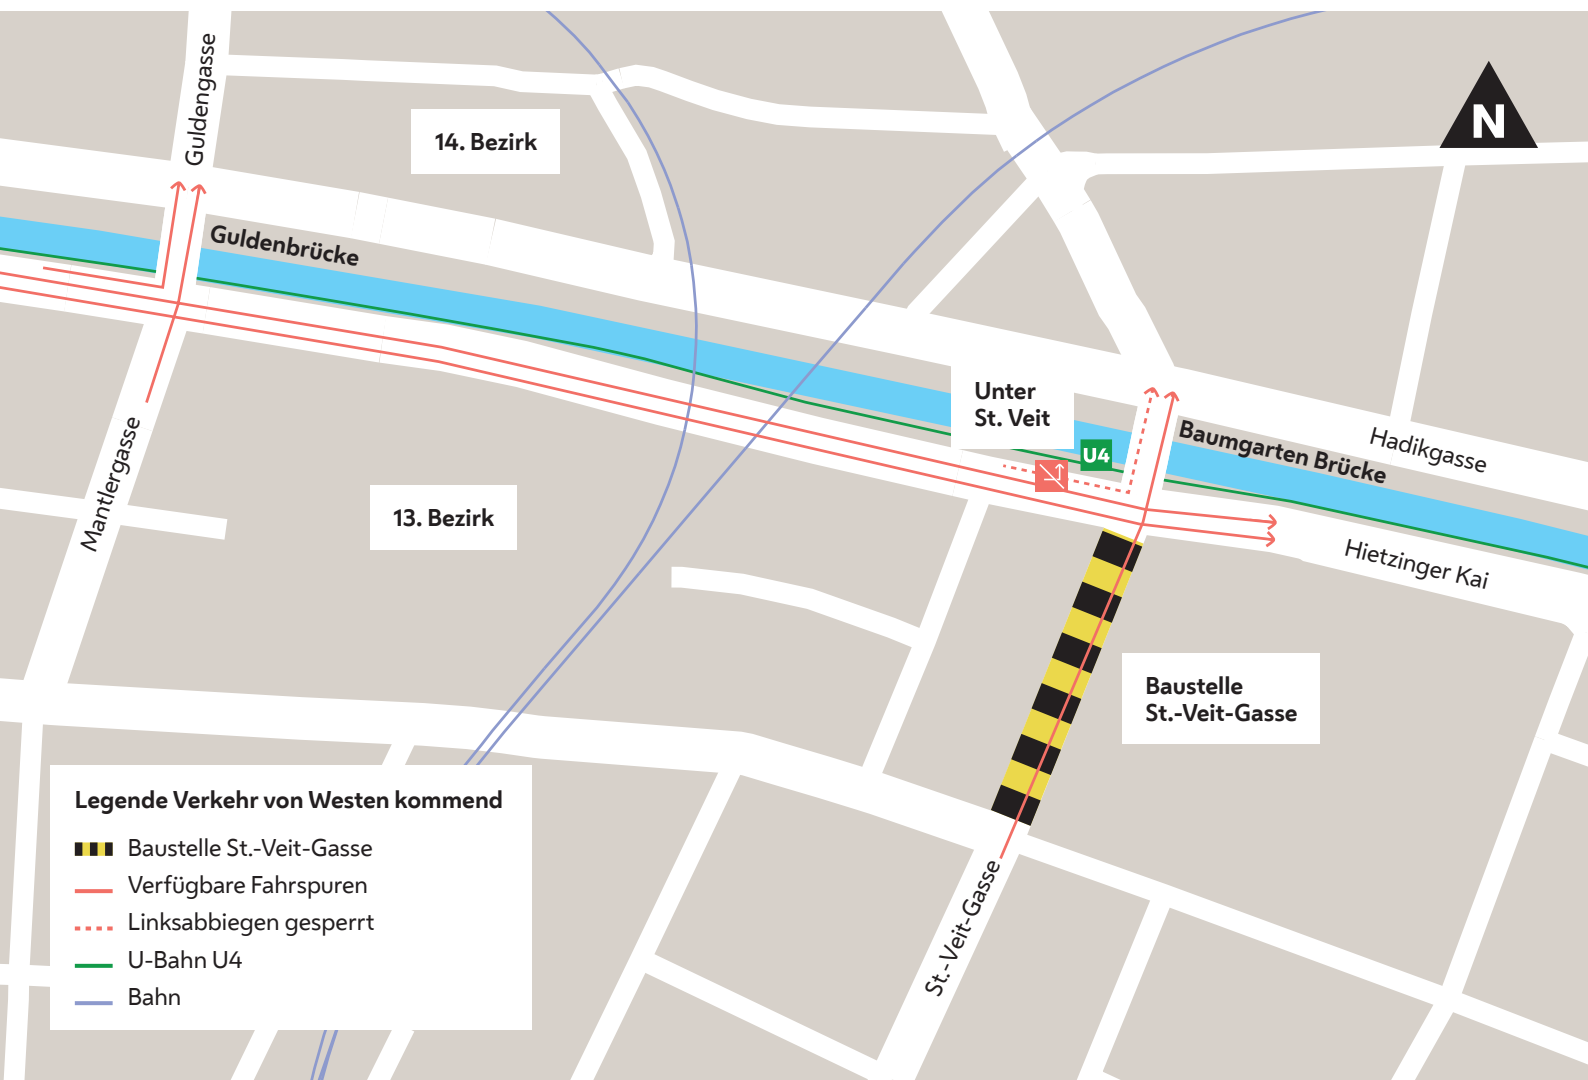 Guldengasse
14. Bezirk
N
Guldenbrücke
Unter
St. Veit
U4
Baumgarten Brücke
Hadikgasse
Hietzinger Kai
Mantlergasse
13. Bezirk
Baustelle
St.-Veit-Gasse
St.-Veit-Gasse
Legende Verkehr von Westen kommend
Baustelle St.-Veit-Gasse
Verfügbare Fahrspuren
Linksabbiegen gesperrt
U-Bahn U4
Bahn